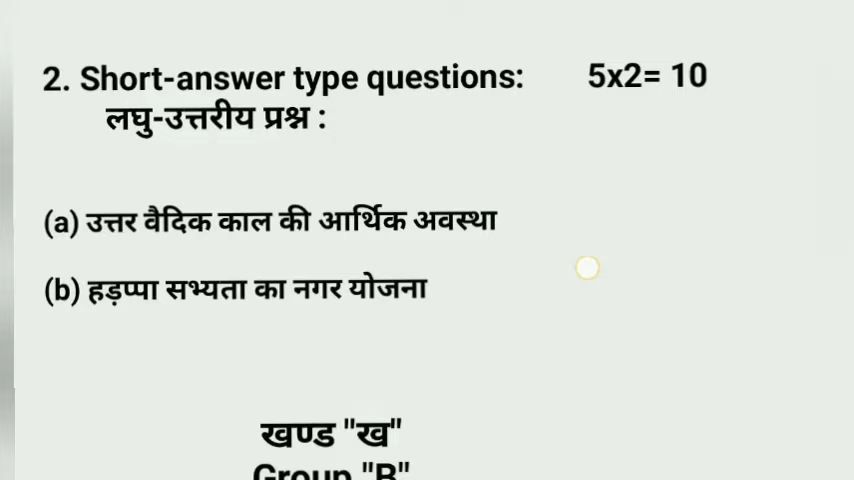 2. Short-answer type questions: 5x2= 10
लघु-उत्तरीय प्रश्न :
(a) उत्तर वैदिक काल की आर्थिक अवस्था
(b) हड़प्पा सभ्यता का नगर योजना
खण्ड "ख"
Group "B"